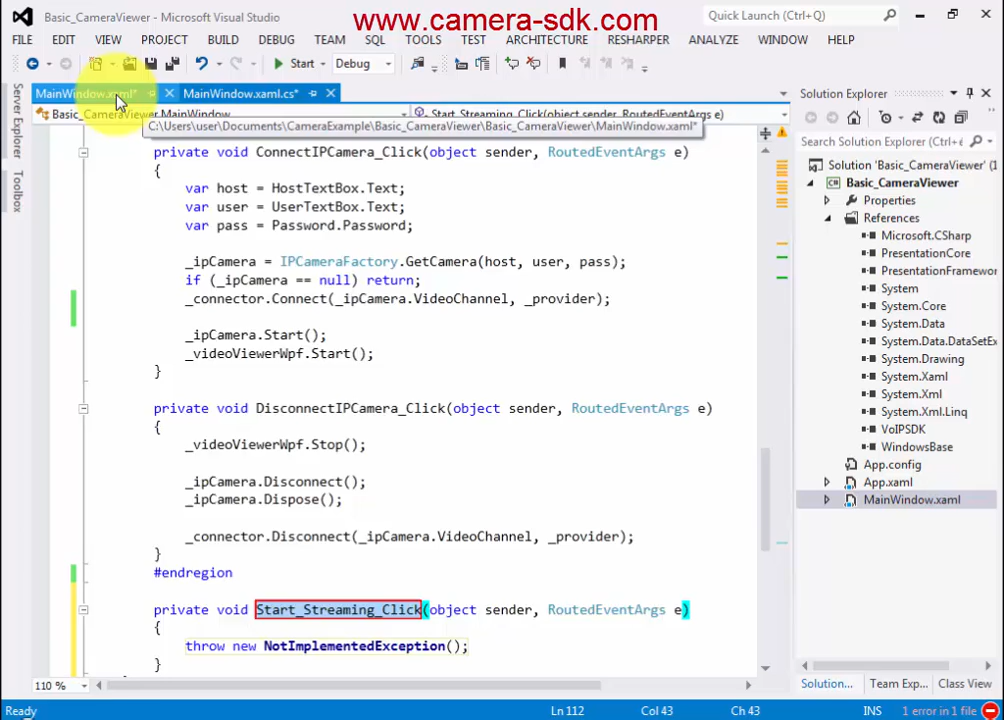 Basic_CameraViewer - Microsoft Visual Studio
www.camera-sdk.com
Quick Launch (Ctrl+Q)
FILE EDIT VIEW PROJECT BUILD DEBUG TEAM SQL TOOLS TEST ARCHITECTURE RESHARPER ANALYZE WINDOW HELP
Start Debug
MainWindow.xaml* MainWindow.xaml.cs*
Basic_CameraViewer.MainWindow Start_Streaming_Click(object sender, RoutedEventArgs e)
C:\Users\user\Documents\CameraExample\Basic_CameraViewer\Basic_CameraViewer\MainWindow.xaml*
Server Explorer
Toolbox
private void ConnectIPCamera_Click(object sender, RoutedEventArgs e)
{
var host = HostTextBox.Text;
var user = UserTextBox.Text;
var pass = Password.Password;
_ipCamera = IPCameraFactory.GetCamera(host, user, pass);
if (_ipCamera == null) return;
_connector.Connect(_ipCamera.VideoChannel, _provider);
_ipCamera.Start();
_videoViewerWpf.Start();
}
private void DisconnectIPCamera_Click(object sender, RoutedEventArgs e)
{
_videoViewerWpf.Stop();
_ipCamera.Disconnect();
_ipCamera.Dispose();
_connector.Disconnect(_ipCamera.VideoChannel, _provider);
}
#endregion
private void Start_Streaming_Click(object sender, RoutedEventArgs e)
{
throw new NotImplementedException();
}
110 %
Solution Explorer
Search Solution Explorer (Ctrl+
Solution 'Basic_CameraViewer'
Basic_CameraViewer
Properties
References
Microsoft.CSharp
PresentationCore
PresentationFramewo
System
System.Core
System.Data
System.Data.DataSetEx
System.Drawing
System.Xaml
System.Xml
System.Xml.Linq
VoIPSDK
WindowsBase
App.config
App.xaml
MainWindow.xaml
Solution... Team Exp... Class View
Ready Ln 112 Col 43 Ch 43 INS 1 error in 1 file